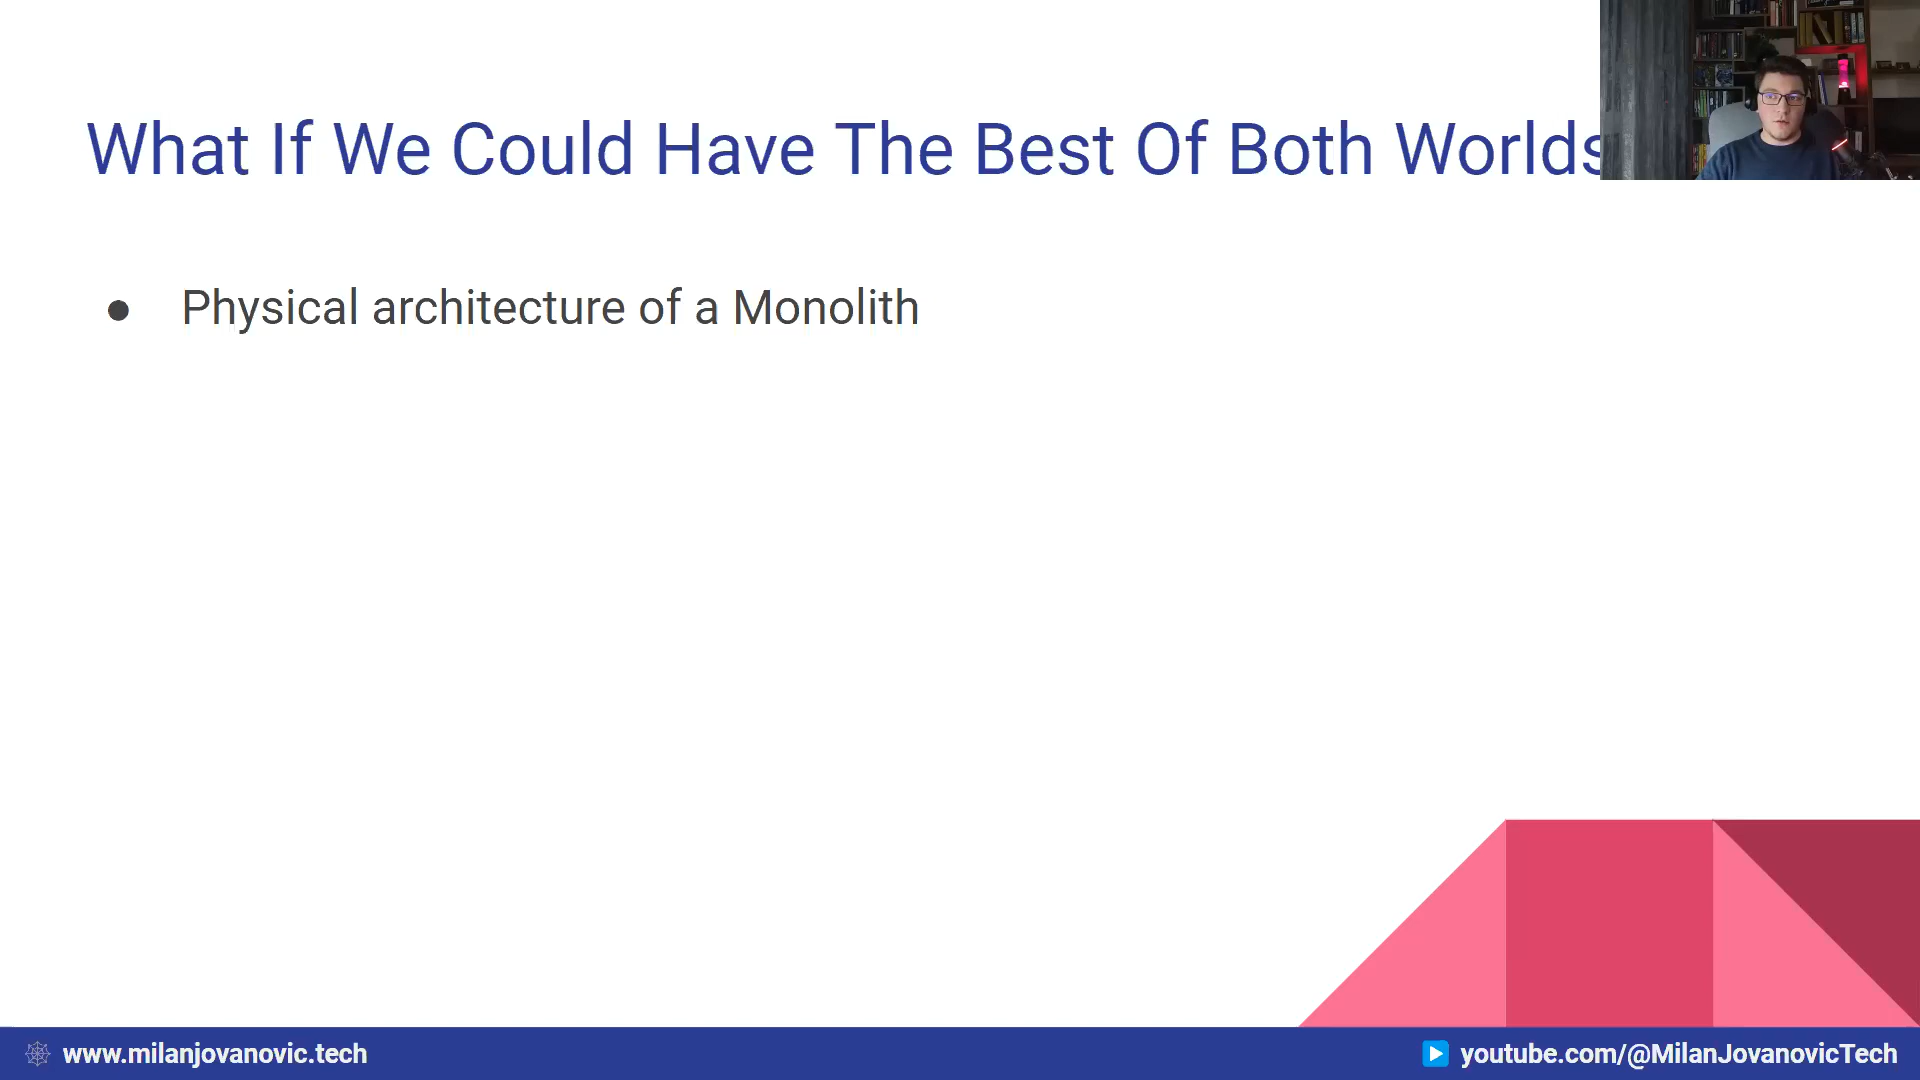 What If We Could Have The Best Of Both Worlds
● Physical architecture of a Monolith
www.milanjovanovic.tech
youtube.com/@MilanJovanovicTech